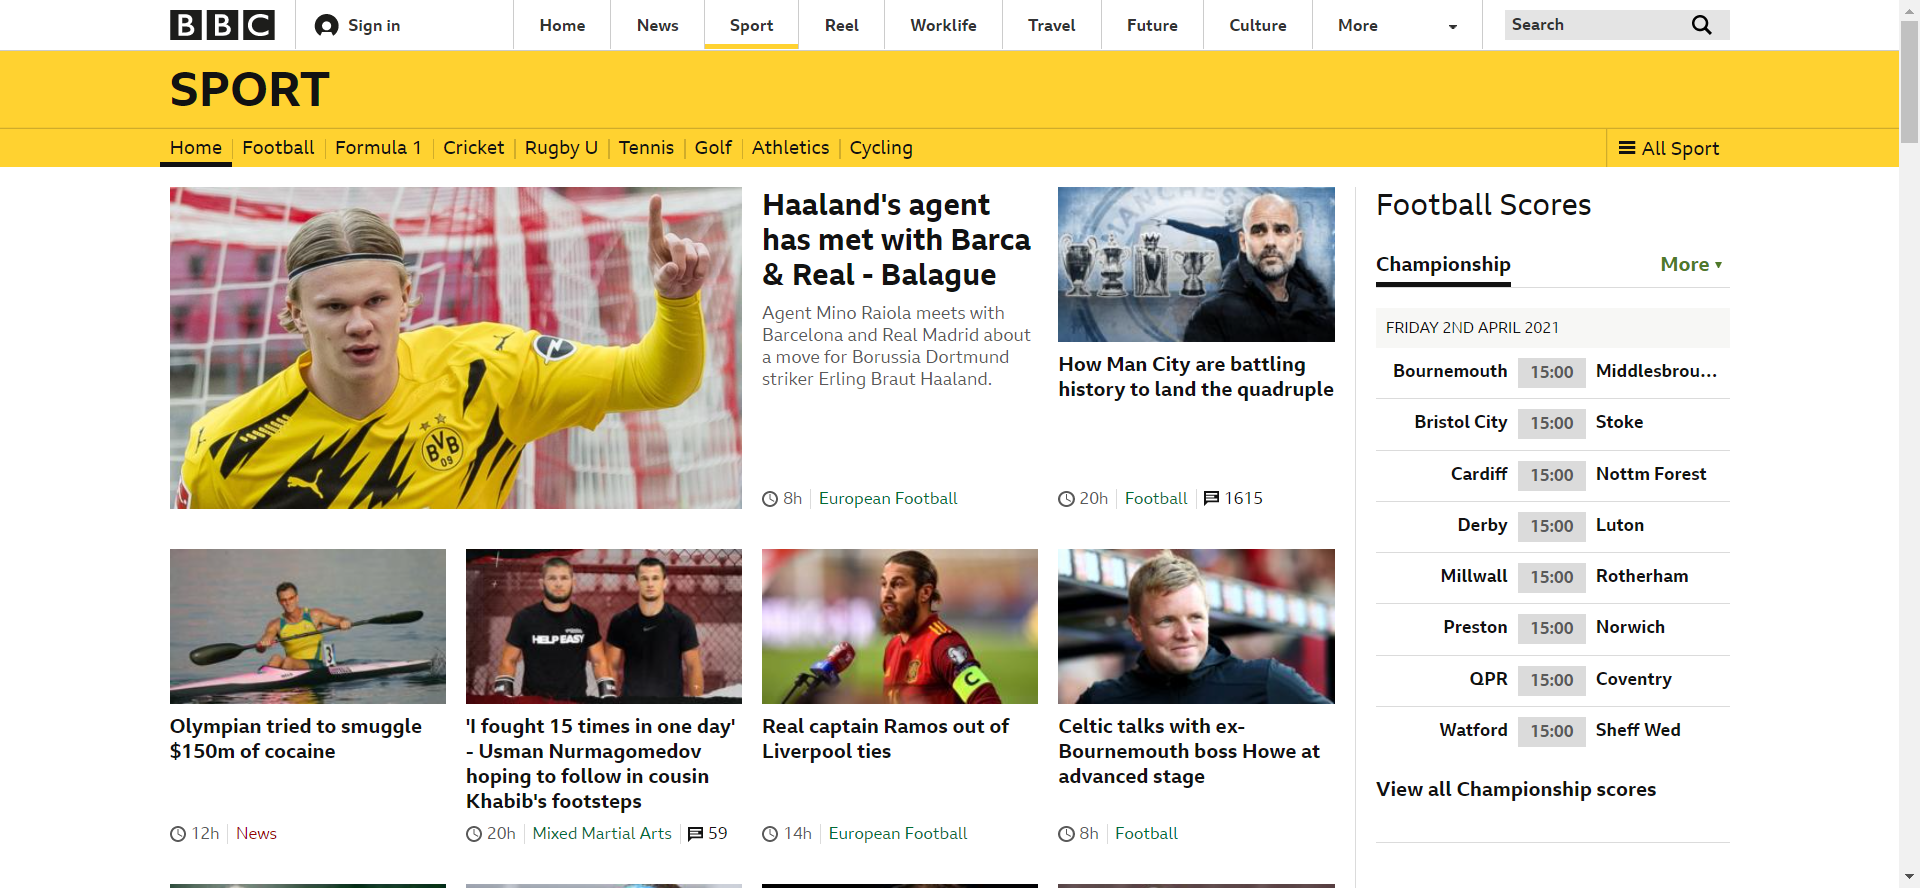 BBC
Sign in
Home
News
Sport
Reel
Worklife
Travel
Future
Culture
More
Search
SPORT
Home
Football
Formula 1
Cricket
Rugby U
Tennis
Golf
Athletics
Cycling
All Sport
BVB
09
Haaland's agent
has met with Barca
& Real - Balague
Agent Mino Raiola meets with
Barcelona and Real Madrid about
a move for Borussia Dortmund
striker Erling Braut Haaland.
8h
European Football
MANCHES
How Man City are battling
history to land the quadruple
20h
Football
1615
Olympian tried to smuggle
$150m of cocaine
12h
News
HELP EASY
'I fought 15 times in one day'
- Usman Nurmagomedov
hoping to follow in cousin
Khabib's footsteps
20h
Mixed Martial Arts
59
C
Real captain Ramos out of
Liverpool ties
14h
European Football
Celtic talks with ex-
Bournemouth boss Howe at
advanced stage
8h
Football
Football Scores
Championship
More
FRIDAY 2ND APRIL 2021
Bournemouth 15:00 Middlesbrou...
Bristol City 15:00 Stoke
Cardiff 15:00 Nottm Forest
Derby 15:00 Luton
Millwall 15:00 Rotherham
Preston 15:00 Norwich
QPR 15:00 Coventry
Watford 15:00 Sheff Wed
View all Championship scores